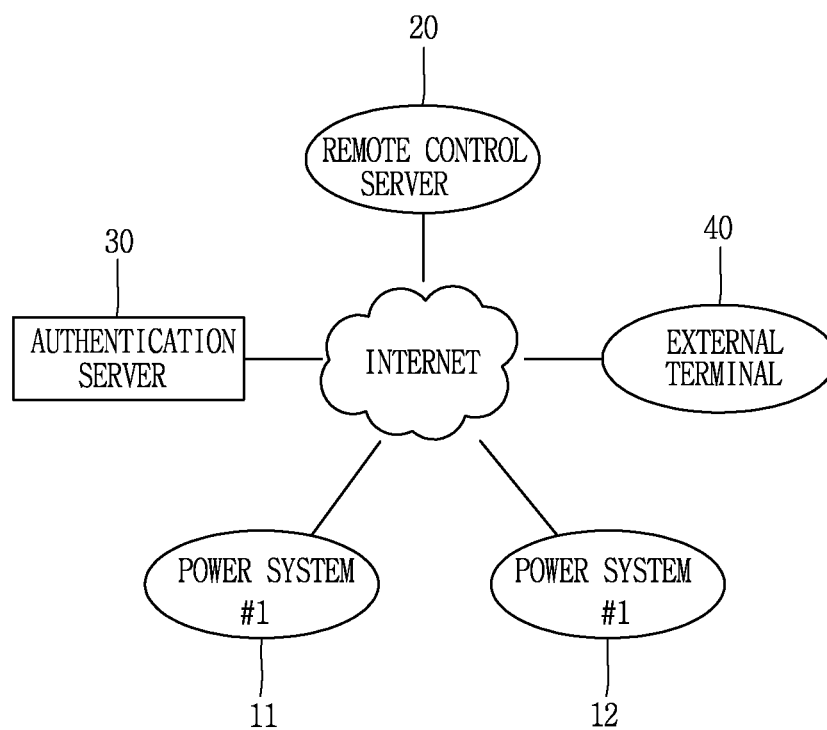 20
REMOTE CONTROL
SERVER
30
40
AUTHENTICATION
SERVER
INTERNET
EXTERNAL
TERMINAL
POWER SYSTEM
#1
POWER SYSTEM
#1
11
12